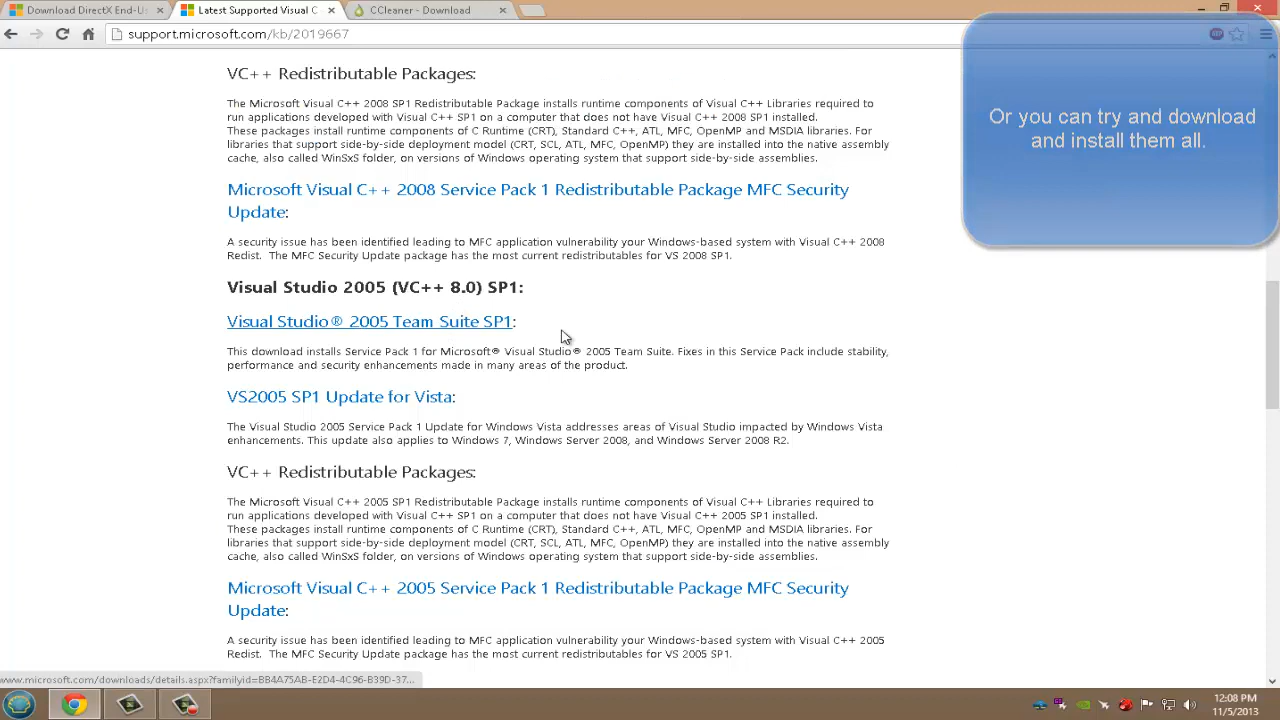 Download DirectX End-U
Latest Supported Visual C
CCleaner - Download
support.microsoft.com/kb/2019667
Or you can try and download
and install them all.
VC++ Redistributable Packages:
The Microsoft Visual C++ 2008 SP1 Redistributable Package installs runtime components of Visual C++ Libraries required to
run applications developed with Visual C++ SP1 on a computer that does not have Visual C++ 2008 SP1 installed.
These packages install runtime components of C Runtime (CRT), Standard C++, ATL, MFC, OpenMP and MSDIA libraries. For
libraries that support side-by-side deployment model (CRT, SCL, ATL, MFC, OpenMP) they are installed into the native assembly
cache, also called WinSxS folder, on versions of Windows operating system that support side-by-side assemblies.
Microsoft Visual C++ 2008 Service Pack 1 Redistributable Package MFC Security
Update:
A security issue has been identified leading to MFC application vulnerability your Windows-based system with Visual C++ 2008
Redist. The MFC Security Update package has the most current redistributables for VS 2008 SP1.
Visual Studio 2005 (VC++ 8.0) SP1:
Visual Studio® 2005 Team Suite SP1:
This download installs Service Pack 1 for Microsoft® Visual Studio® 2005 Team Suite. Fixes in this Service Pack include stability,
performance and security enhancements made in many areas of the product.
VS2005 SP1 Update for Vista:
The Visual Studio 2005 Service Pack 1 Update for Windows Vista addresses areas of Visual Studio impacted by Windows Vista
enhancements. This update also applies to Windows 7, Windows Server 2008, and Windows Server 2008 R2.
VC++ Redistributable Packages:
The Microsoft Visual C++ 2005 SP1 Redistributable Package installs runtime components of Visual C++ Libraries required to
run applications developed with Visual C++ SP1 on a computer that does not have Visual C++ 2005 SP1 installed.
These packages install runtime components of C Runtime (CRT), Standard C++, ATL, MFC, OpenMP and MSDIA libraries. For
libraries that support side-by-side deployment model (CRT, SCL, ATL, MFC, OpenMP) they are installed into the native assembly
cache, also called WinSxS folder, on versions of Windows operating system that support side-by-side assemblies.
Microsoft Visual C++ 2005 Service Pack 1 Redistributable Package MFC Security
Update:
A security issue has been identified leading to MFC application vulnerability your Windows-based system with Visual C++ 2005
Redist. The MFC Security Update package has the most current redistributables for VS 2005 SP1.
www.microsoft.com/downloads/details.aspx?familyid=BB4A75AB-E2D4-4C96-B39D-37...
12:08 PM
11/5/2013